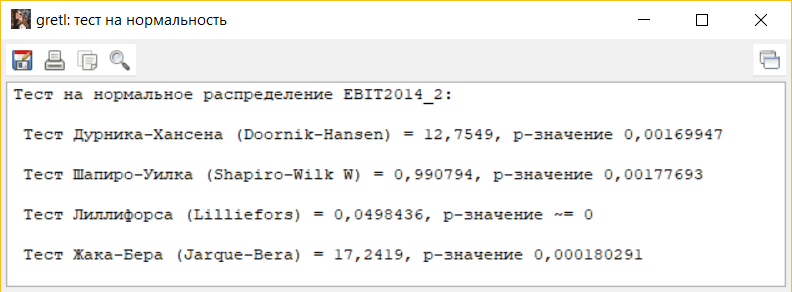 gretl: тест на нормальность
Тест на нормальное распределение EBIT2014_2:
Тест Дурника-Хансена (Doornik-Hansen) = 12,7549, p-значение 0,00169947
Тест Шапиро-Уилка (Shapiro-Wilk W) = 0,990794, p-значение 0,00177693
Тест Лиллифорса (Lilliefors) = 0,0498436, p-значение ~= 0
Тест Жака-Бера (Jarque-Bera) = 17,2419, p-значение 0,000180291